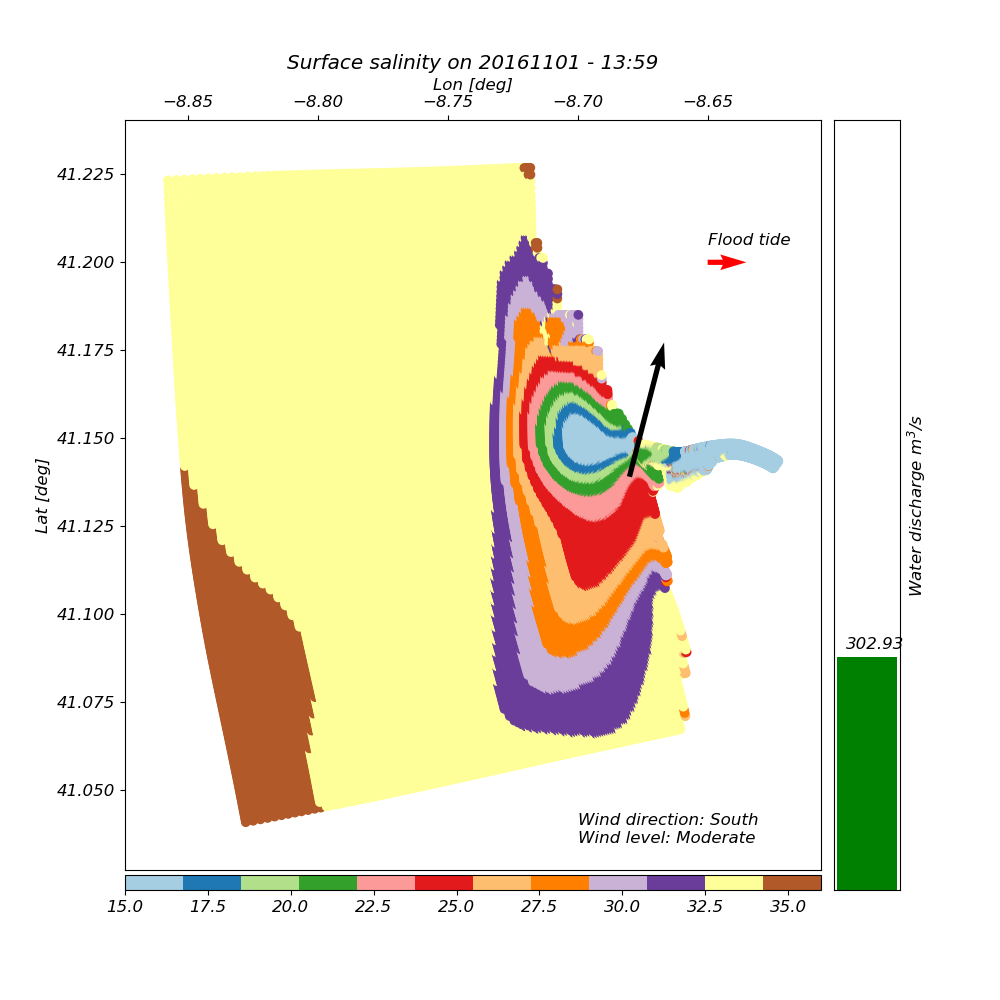 Surface salinity on 20161101 - 13:59
Lon [deg]
−8.85 −8.80 −8.75 −8.70 −8.65
41.225
41.200
41.175
41.150
41.125
41.100
41.075
41.050
Lat [deg]
Flood tide
Wind direction: South
Wind level: Moderate
302.93
Water discharge m³/s
15.0 17.5 20.0 22.5 25.0 27.5 30.0 32.5 35.0